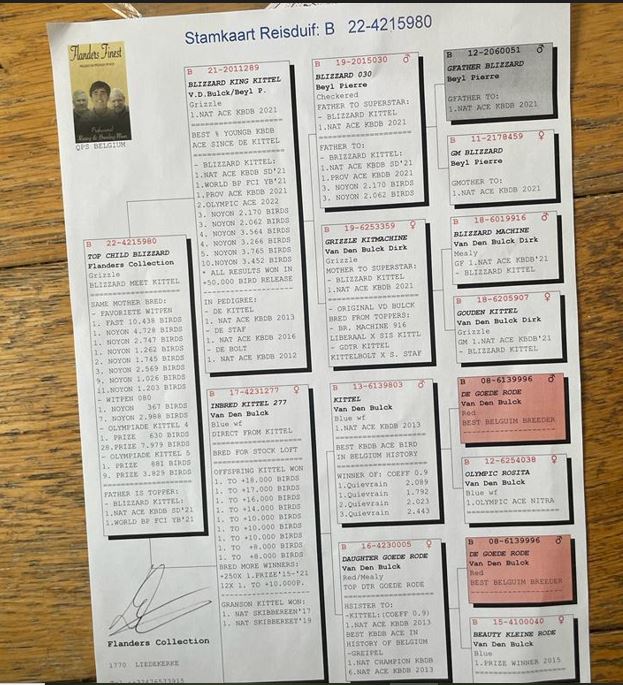 Stamkaart Reisduif: B 22-4215980
Flanders Finest
Professional
Racing & Breeding Pigeons
QPS BELGIUM
B 22-4215980
TOP CHILD BLIZZARD
Flanders Collection
Grizzle
BLIZZARD MEET KITTEL
SAME MOTHER BRED:
- FAVORIETE WITPEN
1. FAST 10.438 BIRDS
1. NOYON 4.728 BIRDS
1. NOYON 2.747 BIRDS
1. NOYON 1.262 BIRDS
2. NOYON 1.745 BIRDS
3. NOYON 2.569 BIRDS
9. NOYON 1.026 BIRDS
11.NOYON 1.203 BIRDS
- WITPEN 080
1. NOYON 367 BIRDS
7. NOYON 2.988 BIRDS
- OLYMPIADE KITTEL 4
1. PRIZE 630 BIRDS
28.PRIZE 7.979 BIRDS
- OLYMPIADE KITTEL 5
1. PRIZE 881 BIRDS
9. PRIZE 3.829 BIRDS
FATHER IS TOPPER:
- BLIZZARD KITTEL:
1.NAT ACE KBDB SD'21
1.WORLD BP FCI YB'21
Flanders Collection
1770 LIEDEKERKE
B 21-2011289
BLIZZARD KING KITTEL
V.D.Bulck/Beyl P.
Grizzle
1.NAT ACE KBDB 2021
BEST % YOUNGB KBDB
ACE SINDS DE KITTEL
- BLIZZARD KITTEL:
1.NAT ACE KBDB SD'21
1.WORLD BP FCI YB'21
1.PROV ACE KBDB 2021
2.OLYMPIC ACE 2022
3. NOYON 2.170 BIRDS
3. NOYON 2.062 BIRDS
4. NOYON 3.564 BIRDS
4. NOYON 3.266 BIRDS
5. NOYON 3.765 BIRDS
10.NOYON 3.452 BIRDS
* ALL RESULTS WON IN
+50.000 BIRD RELEASE
IN PEDIGREE:
- DE KITTEL
1. NAT ACE KBDB 2013
- DE STAF
1. NAT ACE KBDB 2016
- DE BOLT
1. NAT ACE KBDB 2012
B 17-4231277 ♀
INBRED KITTEL 277
Van Den Bulck
Blue wf
DIRECT FROM KITTEL
BRED FOR STOCK LOFT
OFFSPRING KITTEL WON
1. TO +18.000 BIRDS
1. TO +17.000 BIRDS
1. TO +16.000 BIRDS
1. TO +14.000 BIRDS
1. TO +10.000 BIRDS
1. TO +10.000 BIRDS
1. TO +10.000 BIRDS
1. TO +8.000 BIRDS
1. TO +8.000 BIRDS
BRED MORE WINNERS:
+250X 1.PRIZE'15-'21
12X 1. TO +10.000P.
GRANSON KITTEL WON:
1. NAT SKIBBEREEN'17
1. NAT SKIBBEREET'19
B 19-2015030 ♂
BLIZZARD 030
Beyl Pierre
Checkered
FATHER TO SUPERSTAR:
- BLIZZARD KITTEL
1.NAT ACE KBDB 2021
FATHER TO:
- BRIZZARD KITTEL:
1.NAT ACE KBDB SD'21
1.PROV ACE KBDB 2021
3. NOYON 2.170 BIRDS
3. NOYON 2.062 BIRDS
B 19-6253359 ♀
GRIZZLE KITMACHINE
Van Den Bulck Dirk
Grizzle
MOTHER TO SUPERSTAR:
- BLIZZARD KITTEL
1.NAT ACE KBDB 2021
- ORIGINAL VD BULCK
BRED FROM TOPPERS:
- BR. MACHINE 916
LIBERAAL X SIS KITTL
- GDTR KITTEL
KITTELBOLT X S. STAF
B 13-6139803 ♂
KITTEL
Van Den Bulck
Blue wf
1.NAT ACE KBDB 2013
BEST KBDB ACE BIRD
IN BELGIUM HISTORY
WINNER OF: COEFF 0.9
1.Quievrain 2.089
1.Quievrain 1.792
2.Quievrain 2.023
3.Quievrain 2.443
B 16-4230005 ♀
DAUGHTER GOEDE RODE
Van Den Bulck
Red/Mealy
TOP DTR GOEDE RODE
HSISTER TO:
-KITTEL:(COEFF 0.9)
1.NAT ACE KBDB 2013
BEST KBDB ACE IN
HISTORY OF BELGIUM
-GREIPEL
1.NAT CHAMPION KBDB
6.NAT ACE KBDB 2013
B 12-2060051 ♂
GFATHER BLIZZARD
Beyl Pierre
GFATHER TO:
1.NAT ACE KBDB 2021
B 11-2178459 ♀
GM BLIZZARD
Beyl Pierre
GMOTHER TO:
1.NAT ACE KBDB 2021
B 18-6019916 ♂
BLIZZARD MACHINE
Van Den Bulck Dirk
Mealy
GF 1.NAT ACE KBDB'21
- BLIZZARD KITTEL
B 18-6205907 ♀
GOUDEN KITTEL
Van Den Bulck Dirk
Grizzle
GM 1.NAT ACE KBDB'21
- BLIZZARD KITTEL
B 08-6139996 ♂
DE GOEDE RODE
Van Den Bulck
Red
BEST BELGUIM BREEDER
B 12-6254038 ♀
OLYMPIC ROSITA
Van Den Bulck
Blue wf
1.OLYMPIC ACE NITRA
B 08-6139996 ♂
DE GOEDE RODE
Van Den Bulck
Red
BEST BELGUIM BREEDER
B 15-4100040 ♀
BEAUTY KLEINE RODE
Van Den Bulck
Blue
1.PRIZE WINNER 2015